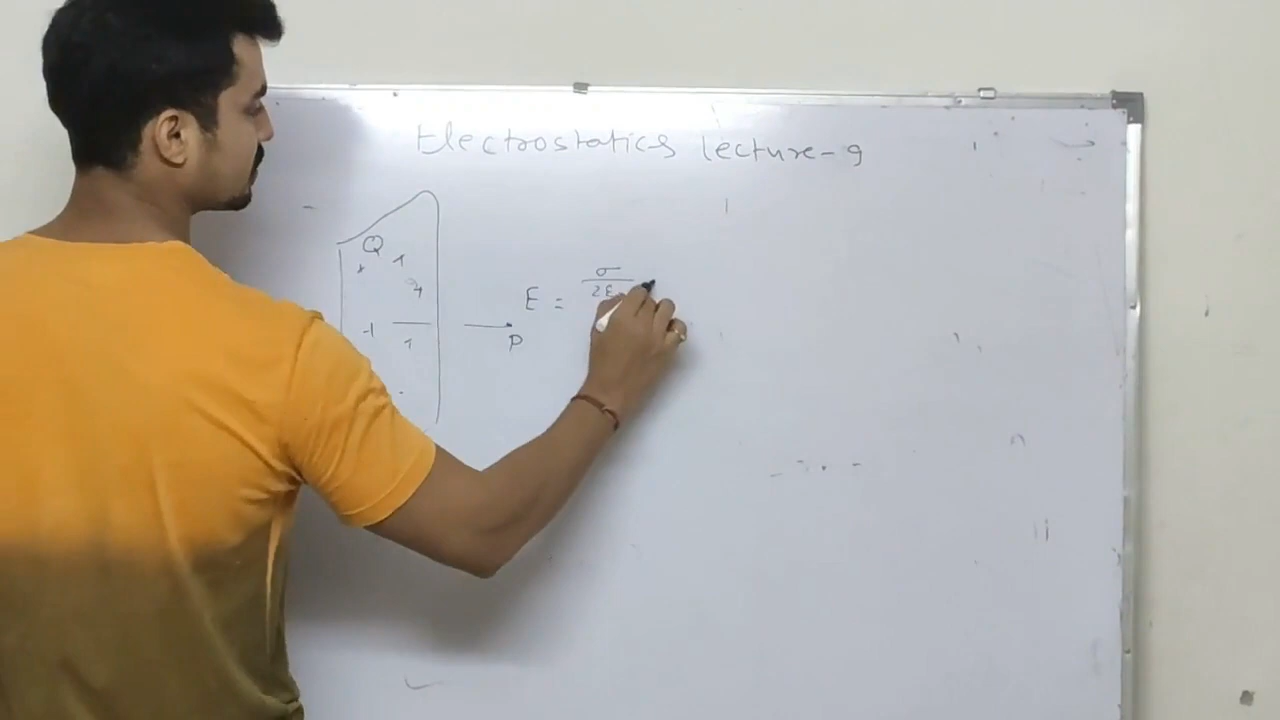 Electrostatics lecture-9
Q
+ +
+
E = σ/2ε
+
+
P